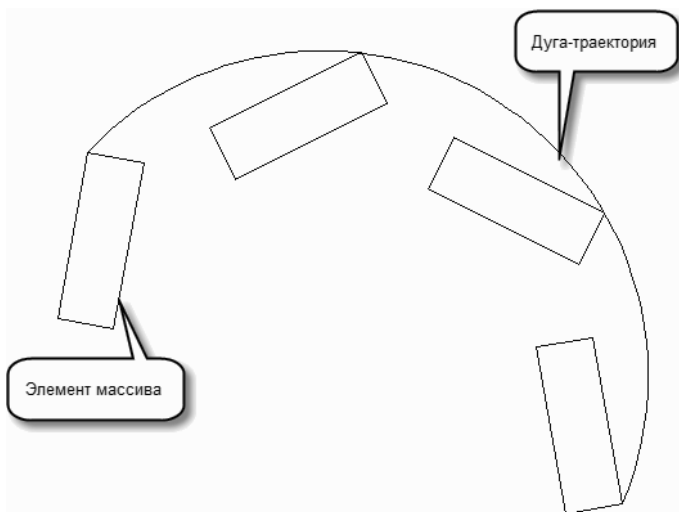 Дуга-траектория
Элемент массива